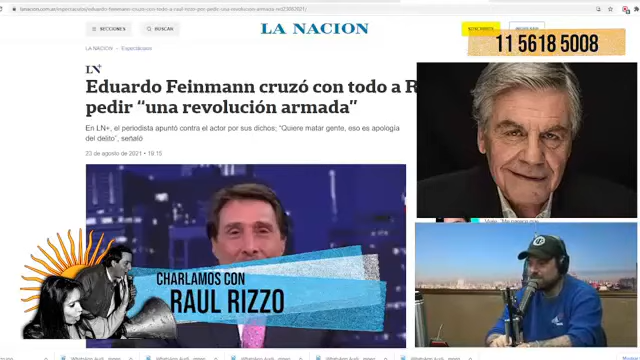 SECCIONES
BUSCAR
LA NACION
11 5618 5008
LA NACION > Espectáculos
LN+
Eduardo Feinmann cruzó con todo a R
pedir “una revolución armada”
En LN+, el periodista apuntó contra el actor por sus dichos; “Quiere matar gente, eso es apología
del delito”, señaló
23 de agosto de 2021 • 19:15
CHARLAMOS CON
RAUL RIZZO